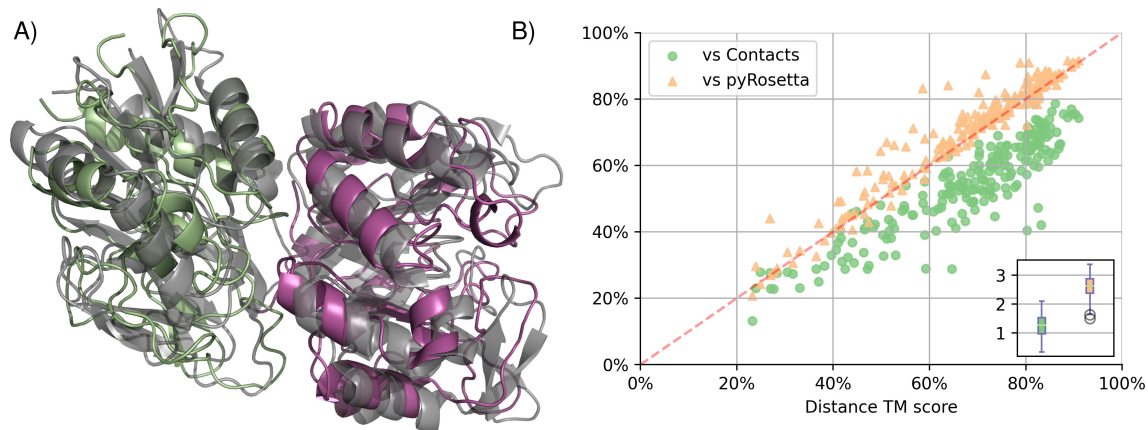 A)
B)
100%
80%
60%
40%
20%
0%
vs Contacts
vs pyRosetta
3
2
1
0% 20% 40% 60% 80% 100%
Distance TM score